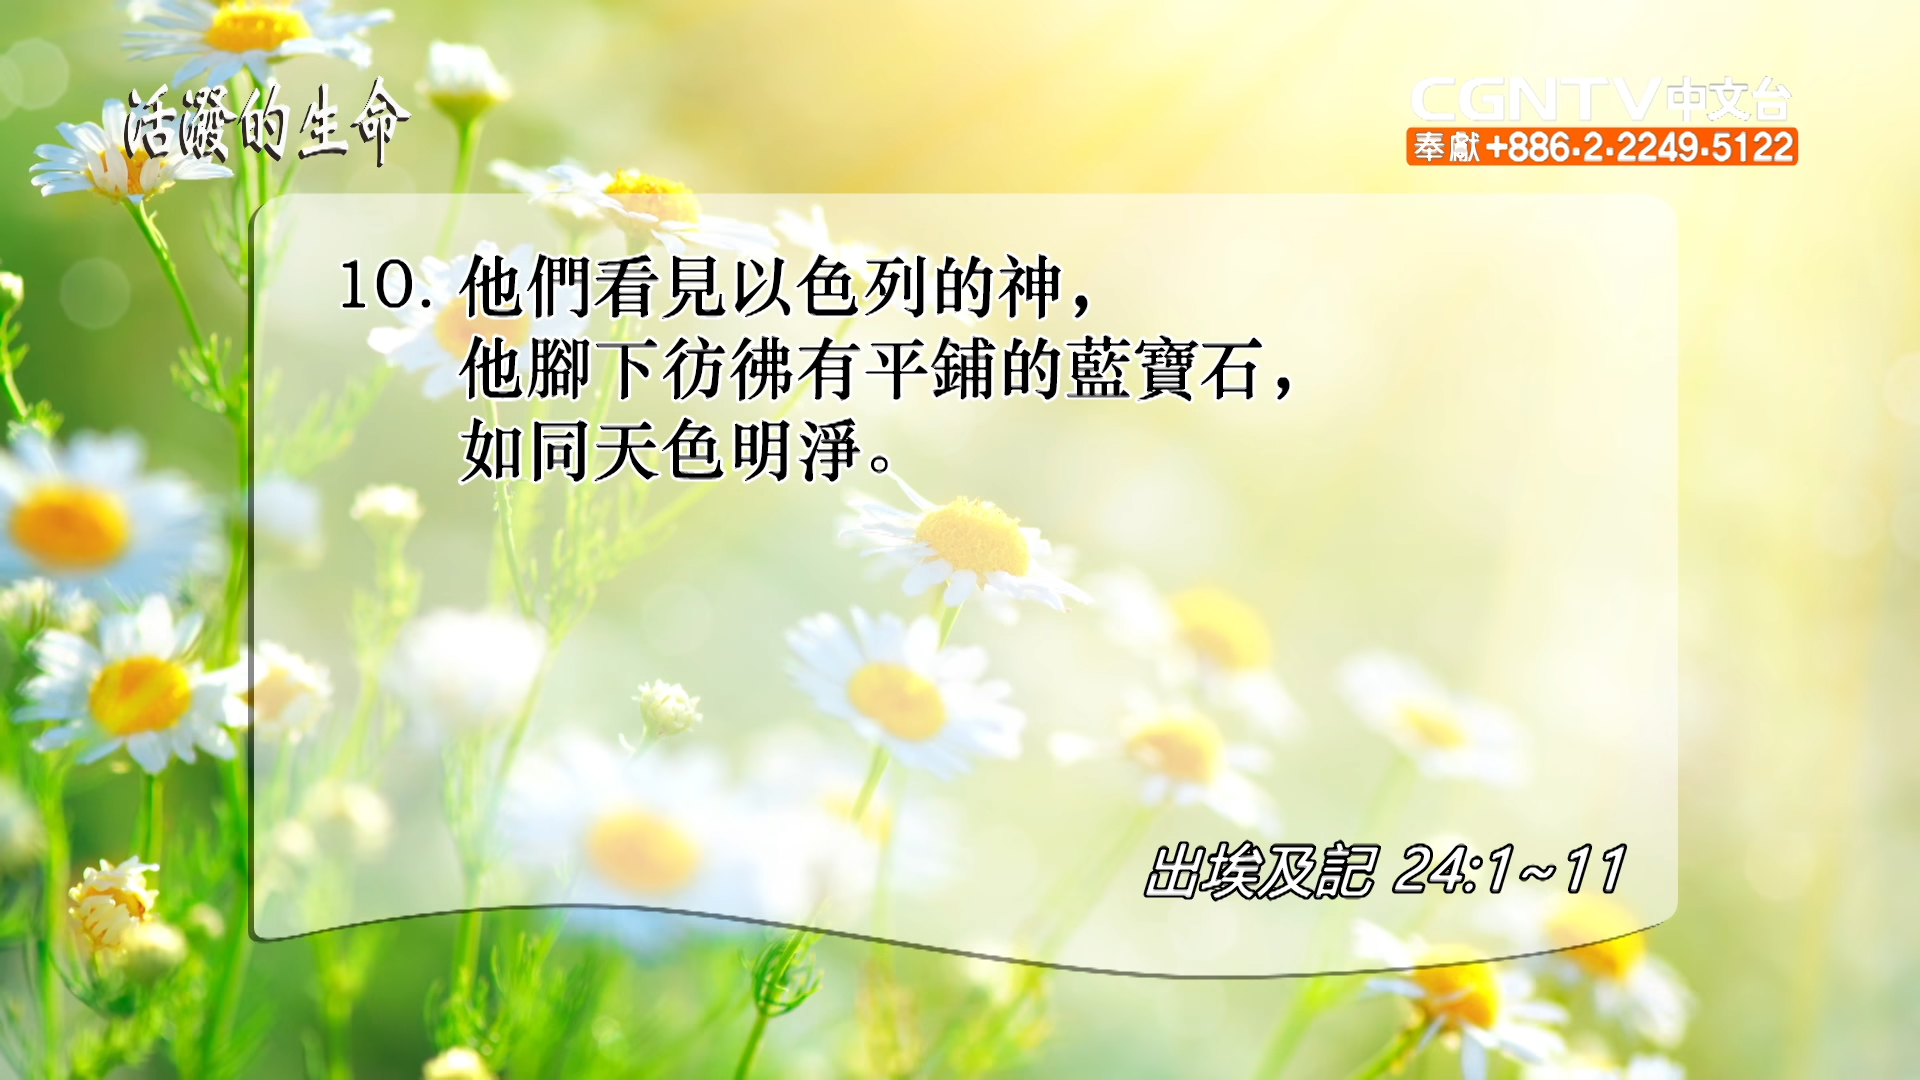 活潑的生命
CGNTV中文台
奉獻+886·2·2249·5122
10. 他們看見以色列的神，
他腳下彷彿有平鋪的藍寶石，
如同天色明淨。
出埃及記 24:1~11